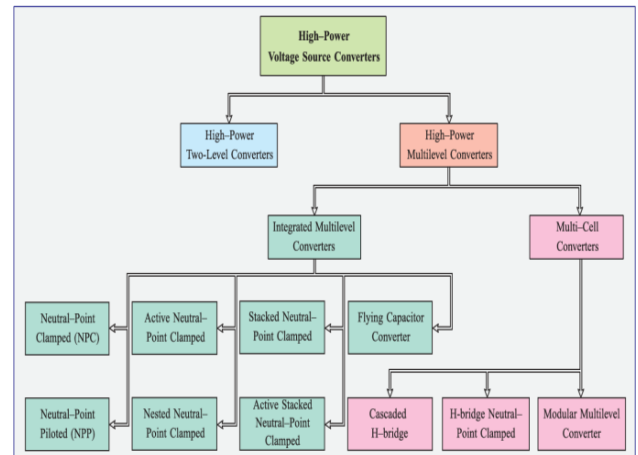 High–Power
Voltage Source Converters
High–Power
Two-Level Converters
High–Power
Multilevel Converters
Integrated Multilevel
Converters
Multi–Cell
Converters
Neutral–Point
Clamped (NPC)
Active Neutral–
Point Clamped
Stacked Neutral–
Point Clamped
Flying Capacitor
Converter
Neutral–Point
Piloted (NPP)
Nested Neutral–
Point Clamped
Active Stacked
Neutral–Point
Clamped
Cascaded
H–bridge
H-bridge Neutral–
Point Clamped
Modular Multilevel
Converter